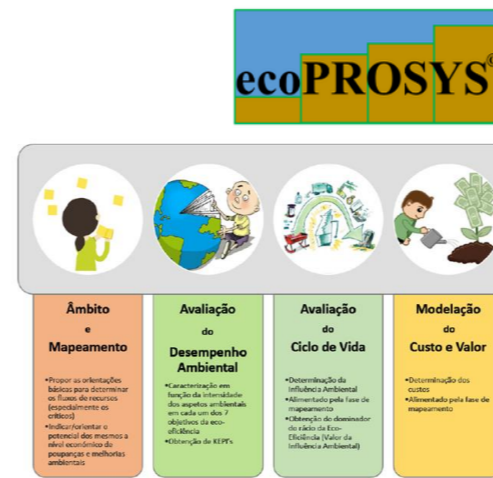 ecoPROSYS©
Âmbito
e
Mapeamento
•Propor as orientações
básicas para determinar
os fluxos de recursos
(especialmente os
críticos)
•Indicar/orientar o
potencial dos mesmos a
nível económico de
poupanças e melhorias
ambientais
Avaliação
do
Desempenho
Ambiental
•Caracterização em
função da intensidade
dos aspetos ambientais
em cada um dos 7
objetivos da eco-
eficiência
•Obtenção de KEPI's
Avaliação
do
Ciclo de Vida
•Determinação da
Influência Ambiental
•Alimentado pela fase de
mapeamento
•Obtenção do dominador
do rácio da Eco-
Eficiência (Valor da
Influência Ambiental)
Modelação
do
Custo e Valor
•Determinação dos
custos
•Alimentado pela fase de
mapeamento